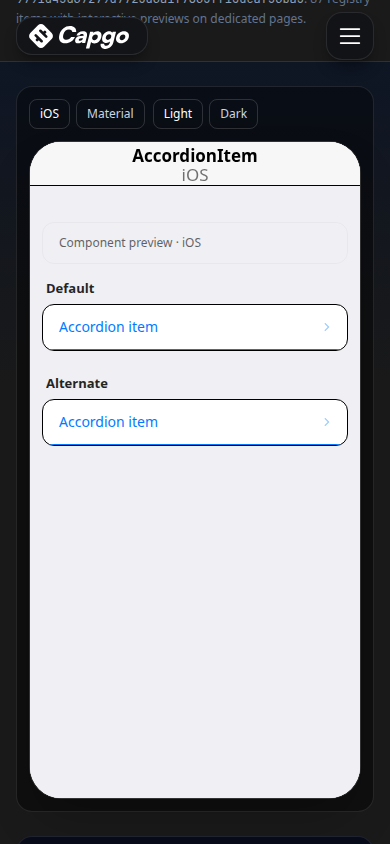 items with interactive previews on dedicated pages.
Capgo
iOS
Material
Light
Dark
AccordionItem
iOS
Component preview · iOS
Default
Accordion item
Alternate
Accordion item